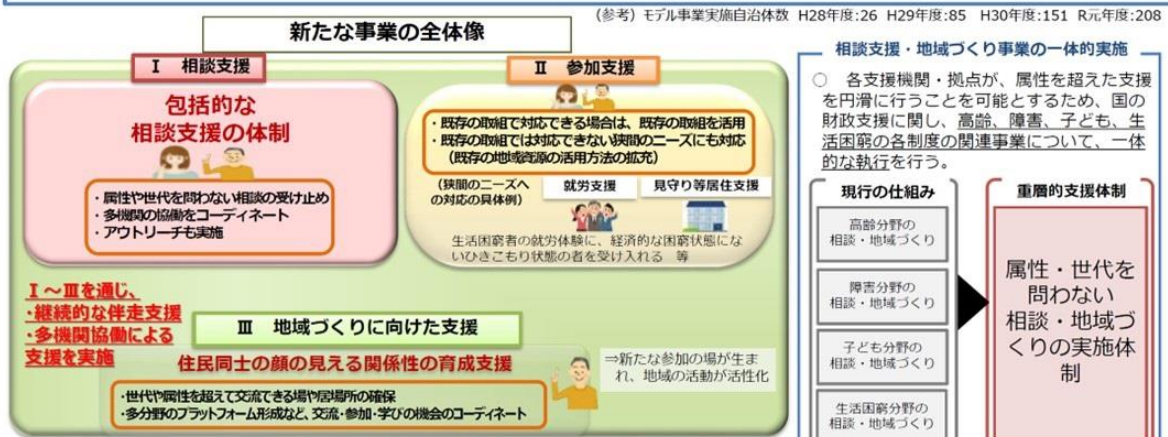 (参考)モデル事業実施自治体数 H28年度:26 H29年度:85 H30年度:151 R元年度:208
新たな事業の全体像
Ⅰ 相談支援
包括的な
相談支援の体制
・属性や世代を問わない相談の受け止め
・多機関の協働をコーディネート
・アウトリーチも実施
Ⅱ 参加支援
・既存の取組で対応できる場合は、既存の取組を活用
・既存の取組では対応できない狭間のニーズにも対応
(既存の地域資源の活用方法の拡充)
(狭間のニーズへ
の対応の具体例)
就労支援
見守り等居住支援
生活困窮者の就労体験に、経済的な困窮状態にな
いひきこもり状態の者を受け入れる 等
Ⅰ～Ⅲを通じ、
・継続的な伴走支援
・多機関協働による
支援を実施
Ⅲ 地域づくりに向けた支援
住民同士の顔の見える関係性の育成支援
・世代や属性を超えて交流できる場や居場所の確保
・多分野のプラットフォーム形成など、交流・参加・学びの機会のコーディネート
⇒新たな参加の場が生ま
れ、地域の活動が活性化
相談支援・地域づくり事業の一体的実施
○ 各支援機関・拠点が、属性を超えた支援
を円滑に行うことを可能とするため、国の
財政支援に関し、高齢、障害、子ども、生
活困窮の各制度の関連事業について、一体
的な執行を行う。
現行の仕組み
高齢分野の
相談・地域づくり
障害分野の
相談・地域づくり
子ども分野の
相談・地域づくり
生活困窮分野の
相談・地域づくり
重層的支援体制
属性・世代を
問わない
相談・地域づ
くりの実施体
制